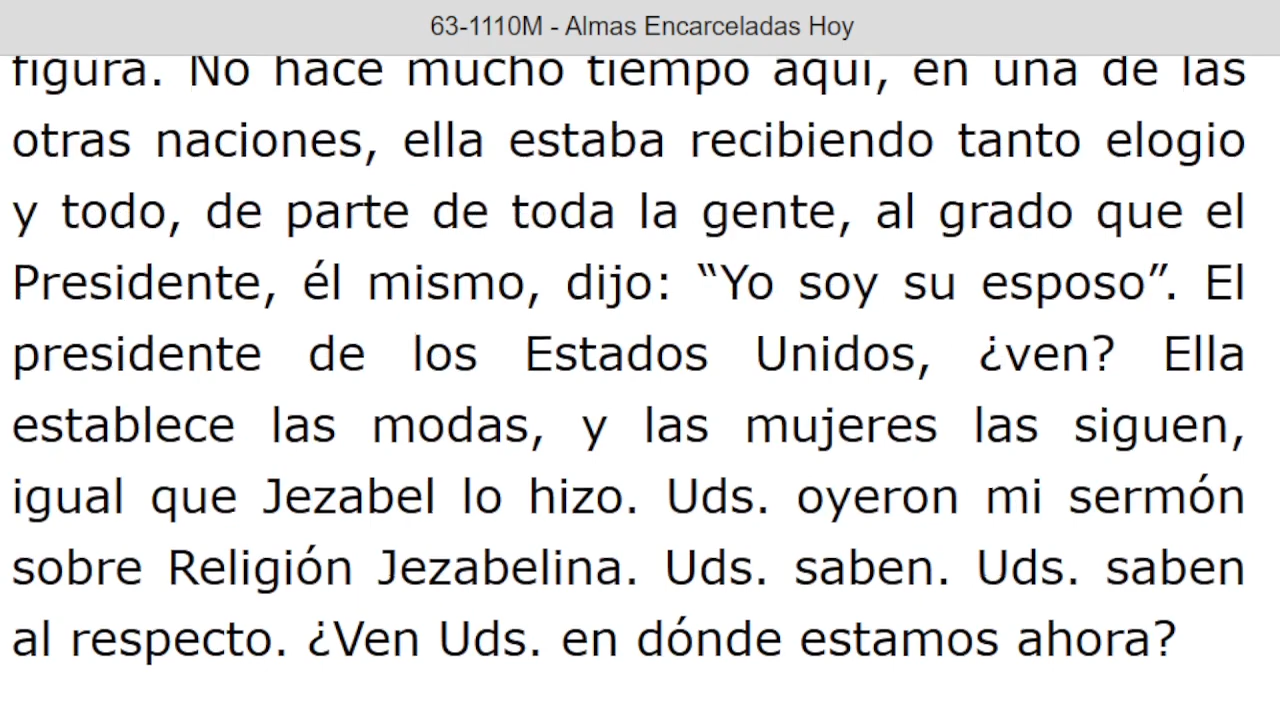 63-1110M - Almas Encarceladas Hoy
figura. No hace mucho tiempo aquí, en una de las
otras naciones, ella estaba recibiendo tanto elogio
y todo, de parte de toda la gente, al grado que el
Presidente, él mismo, dijo: “Yo soy su esposo”. El
presidente de los Estados Unidos, ¿ven? Ella
establece las modas, y las mujeres las siguen,
igual que Jezabel lo hizo. Uds. oyeron mi sermón
sobre Religión Jezabelina. Uds. saben. Uds. saben
al respecto. ¿Ven Uds. en dónde estamos ahora?